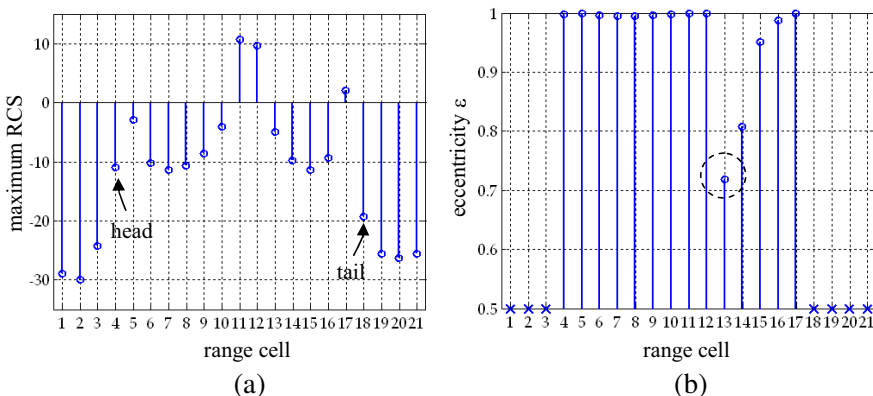 10
0
-10
-20
-30
maximum RCS
head
tail
1 2 3 4 5 6 7 8 9 10 11 12 13 14 15 16 17 18 19 20 21
range cell
(a)
1
0.9
0.8
0.7
0.6
0.5
eccentricity ε
1 2 3 4 5 6 7 8 9 10 11 12 13 14 15 16 17 18 19 20 21
range cell
(b)